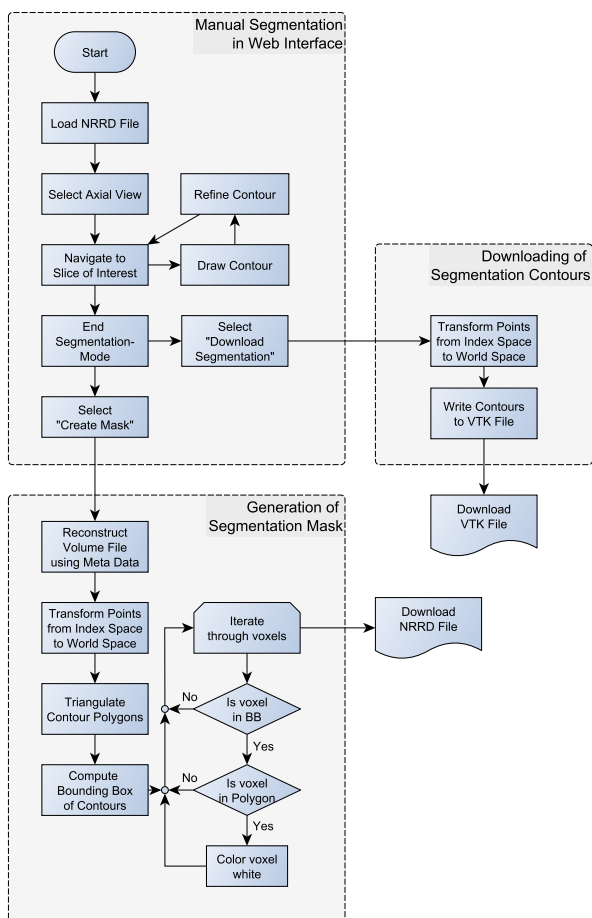 Manual Segmentation
in Web Interface
Start
Load NRRD File
Select Axial View
Refine Contour
Navigate to
Slice of Interest
Draw Contour
End
Segmentation-
Mode
Select
"Download
Segmentation"
Select
"Create Mask"
Downloading of
Segmentation Contours
Transform Points
from Index Space
to World Space
Write Contours
to VTK File
Download
VTK File
Generation of
Segmentation Mask
Reconstruct
Volume File
using Meta Data
Transform Points
from Index Space
to World Space
Triangulate
Contour Polygons
Compute
Bounding Box
of Contours
Iterate
through voxels
Download
NRRD File
No
Is voxel
in BB
Yes
No
Is voxel
in Polygon
Yes
Color voxel
white